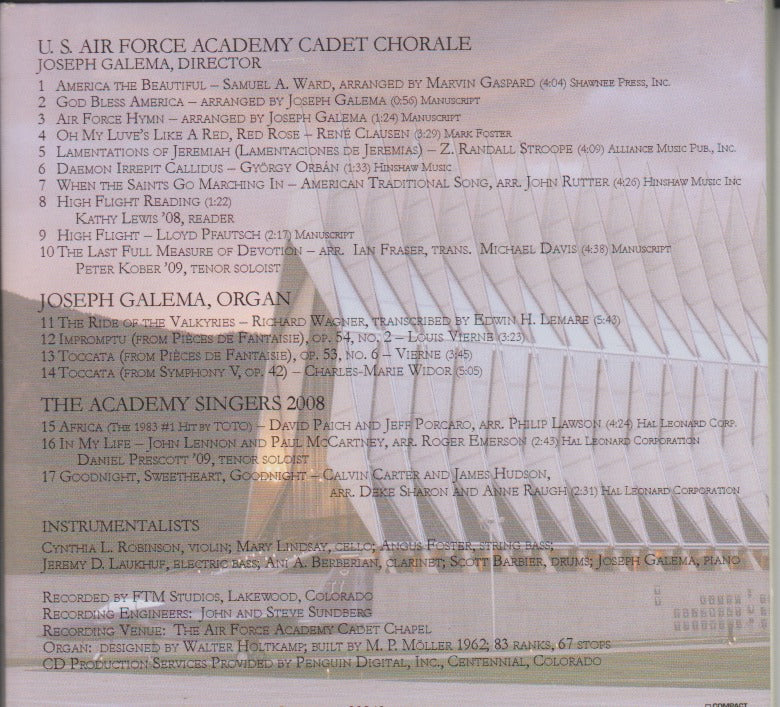 U. S. AIR FORCE ACADEMY CADET CHORALE
JOSEPH GALEMA, DIRECTOR
1 AMERICA THE BEAUTIFUL – SAMUEL A. WARD, ARRANGED BY MARVIN GASPARD (4:04) SHAWNEE PRESS, INC.
2 GOD BLESS AMERICA – ARRANGED BY JOSEPH GALEMA (0:56) MANUSCRIPT
3 AIR FORCE HYMN – ARRANGED BY JOSEPH GALEMA (1:24) MANUSCRIPT
4 OH MY LUVE'S LIKE A RED, RED ROSE – RENÉ CLAUSEN (3:29) MARK FOSTER
5 LAMENTATIONS OF JEREMIAH (LAMENTACIONES DE JEREMIAS) – Z. RANDALL STROOPE (4:09) ALLIANCE MUSIC PUB., INC.
6 DAEMON IRREPIT CALLIDUS – GYÖRGY ORBÁN (1:33) HINSHAW MUSIC
7 WHEN THE SAINTS GO MARCHING IN – AMERICAN TRADITIONAL SONG, ARR. JOHN RUTTER (4:26) HINSHAW MUSIC INC
8 HIGH FLIGHT READING (1:22)
KATHY LEWIS '08, READER
9 HIGH FLIGHT – LLOYD PFAUTSCH (2:17) MANUSCRIPT
10 THE LAST FULL MEASURE OF DEVOTION – ARR. IAN FRASER, TRANS. MICHAEL DAVIS (4:38) MANUSCRIPT
PETER KOBER '09, TENOR SOLOIST
JOSEPH GALEMA, ORGAN
11 THE RIDE OF THE VALKYRIES – RICHARD WAGNER, TRANSCRIBED BY EDWIN H. LEMARE (5:43)
12 IMPROMPTU (FROM PIÈCES DE FANTAISIE), OP. 54, NO. 2 – LOUIS VIERNE (3:23)
13 TOCCATA (FROM PIÈCES DE FANTAISIE), OP. 53, NO. 6 – VIERNE (3:45)
14 TOCCATA (FROM SYMPHONY V, OP. 42) – CHARLES-MARIE WIDOR (5:05)
THE ACADEMY SINGERS 2008
15 AFRICA (THE 1983 #1 HIT BY TOTO) – DAVID PAICH AND JEFF PORCARO, ARR. PHILIP LAWSON (4:24) HAL LEONARD CORP.
16 IN MY LIFE – JOHN LENNON AND PAUL MCCARTNEY, ARR. ROGER EMERSON (2:43) HAL LEONARD CORPORATION
DANIEL PRESCOTT '09, TENOR SOLOIST
17 GOODNIGHT, SWEETHEART, GOODNIGHT – CALVIN CARTER AND JAMES HUDSON,
ARR. DEKE SHARON AND ANNE RAUGH (2:31) HAL LEONARD CORPORATION
INSTRUMENTALISTS
CYNTHIA L. ROBINSON, VIOLIN; MARY LINDSAY, CELLO; ANGUS FOSTER, STRING BASS;
JEREMY D. LAUKHUF, ELECTRIC BASS; ANI A. BERBERIAN, CLARINET; SCOTT BARBIER, DRUMS; JOSEPH GALEMA, PIANO
RECORDED BY FTM STUDIOS, LAKEWOOD, COLORADO
RECORDING ENGINEERS: JOHN AND STEVE SUNDBERG
RECORDING VENUE: THE AIR FORCE ACADEMY CADET CHAPEL
ORGAN: DESIGNED BY WALTER HOLTKAMP; BUILT BY M. P. MÖLLER 1962; 83 RANKS, 67 STOPS
CD PRODUCTION SERVICES PROVIDED BY PENGUIN DIGITAL, INC., CENTENNIAL, COLORADO
COMPACT